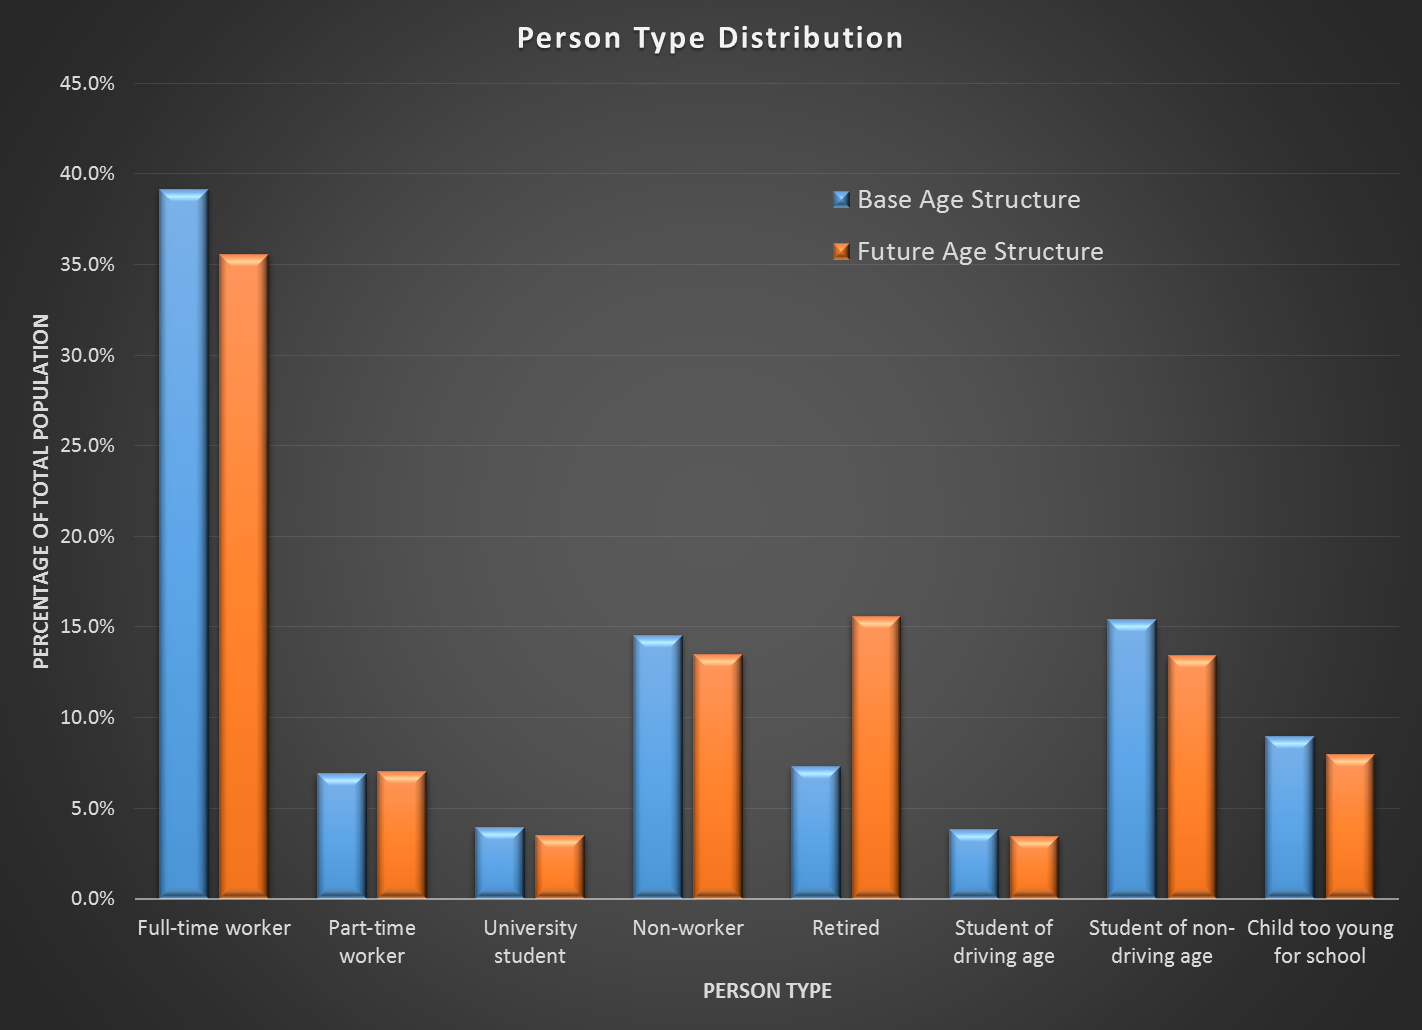 Person Type Distribution
45.0%
40.0%
35.0%
30.0%
25.0%
20.0%
15.0%
10.0%
5.0%
0.0%
PERCENTAGE OF TOTAL POPULATION
Base Age Structure
Future Age Structure
Full-time worker
Part-time
worker
University
student
Non-worker
Retired
Student of
driving age
Student of non-
driving age
Child too young
for school
PERSON TYPE